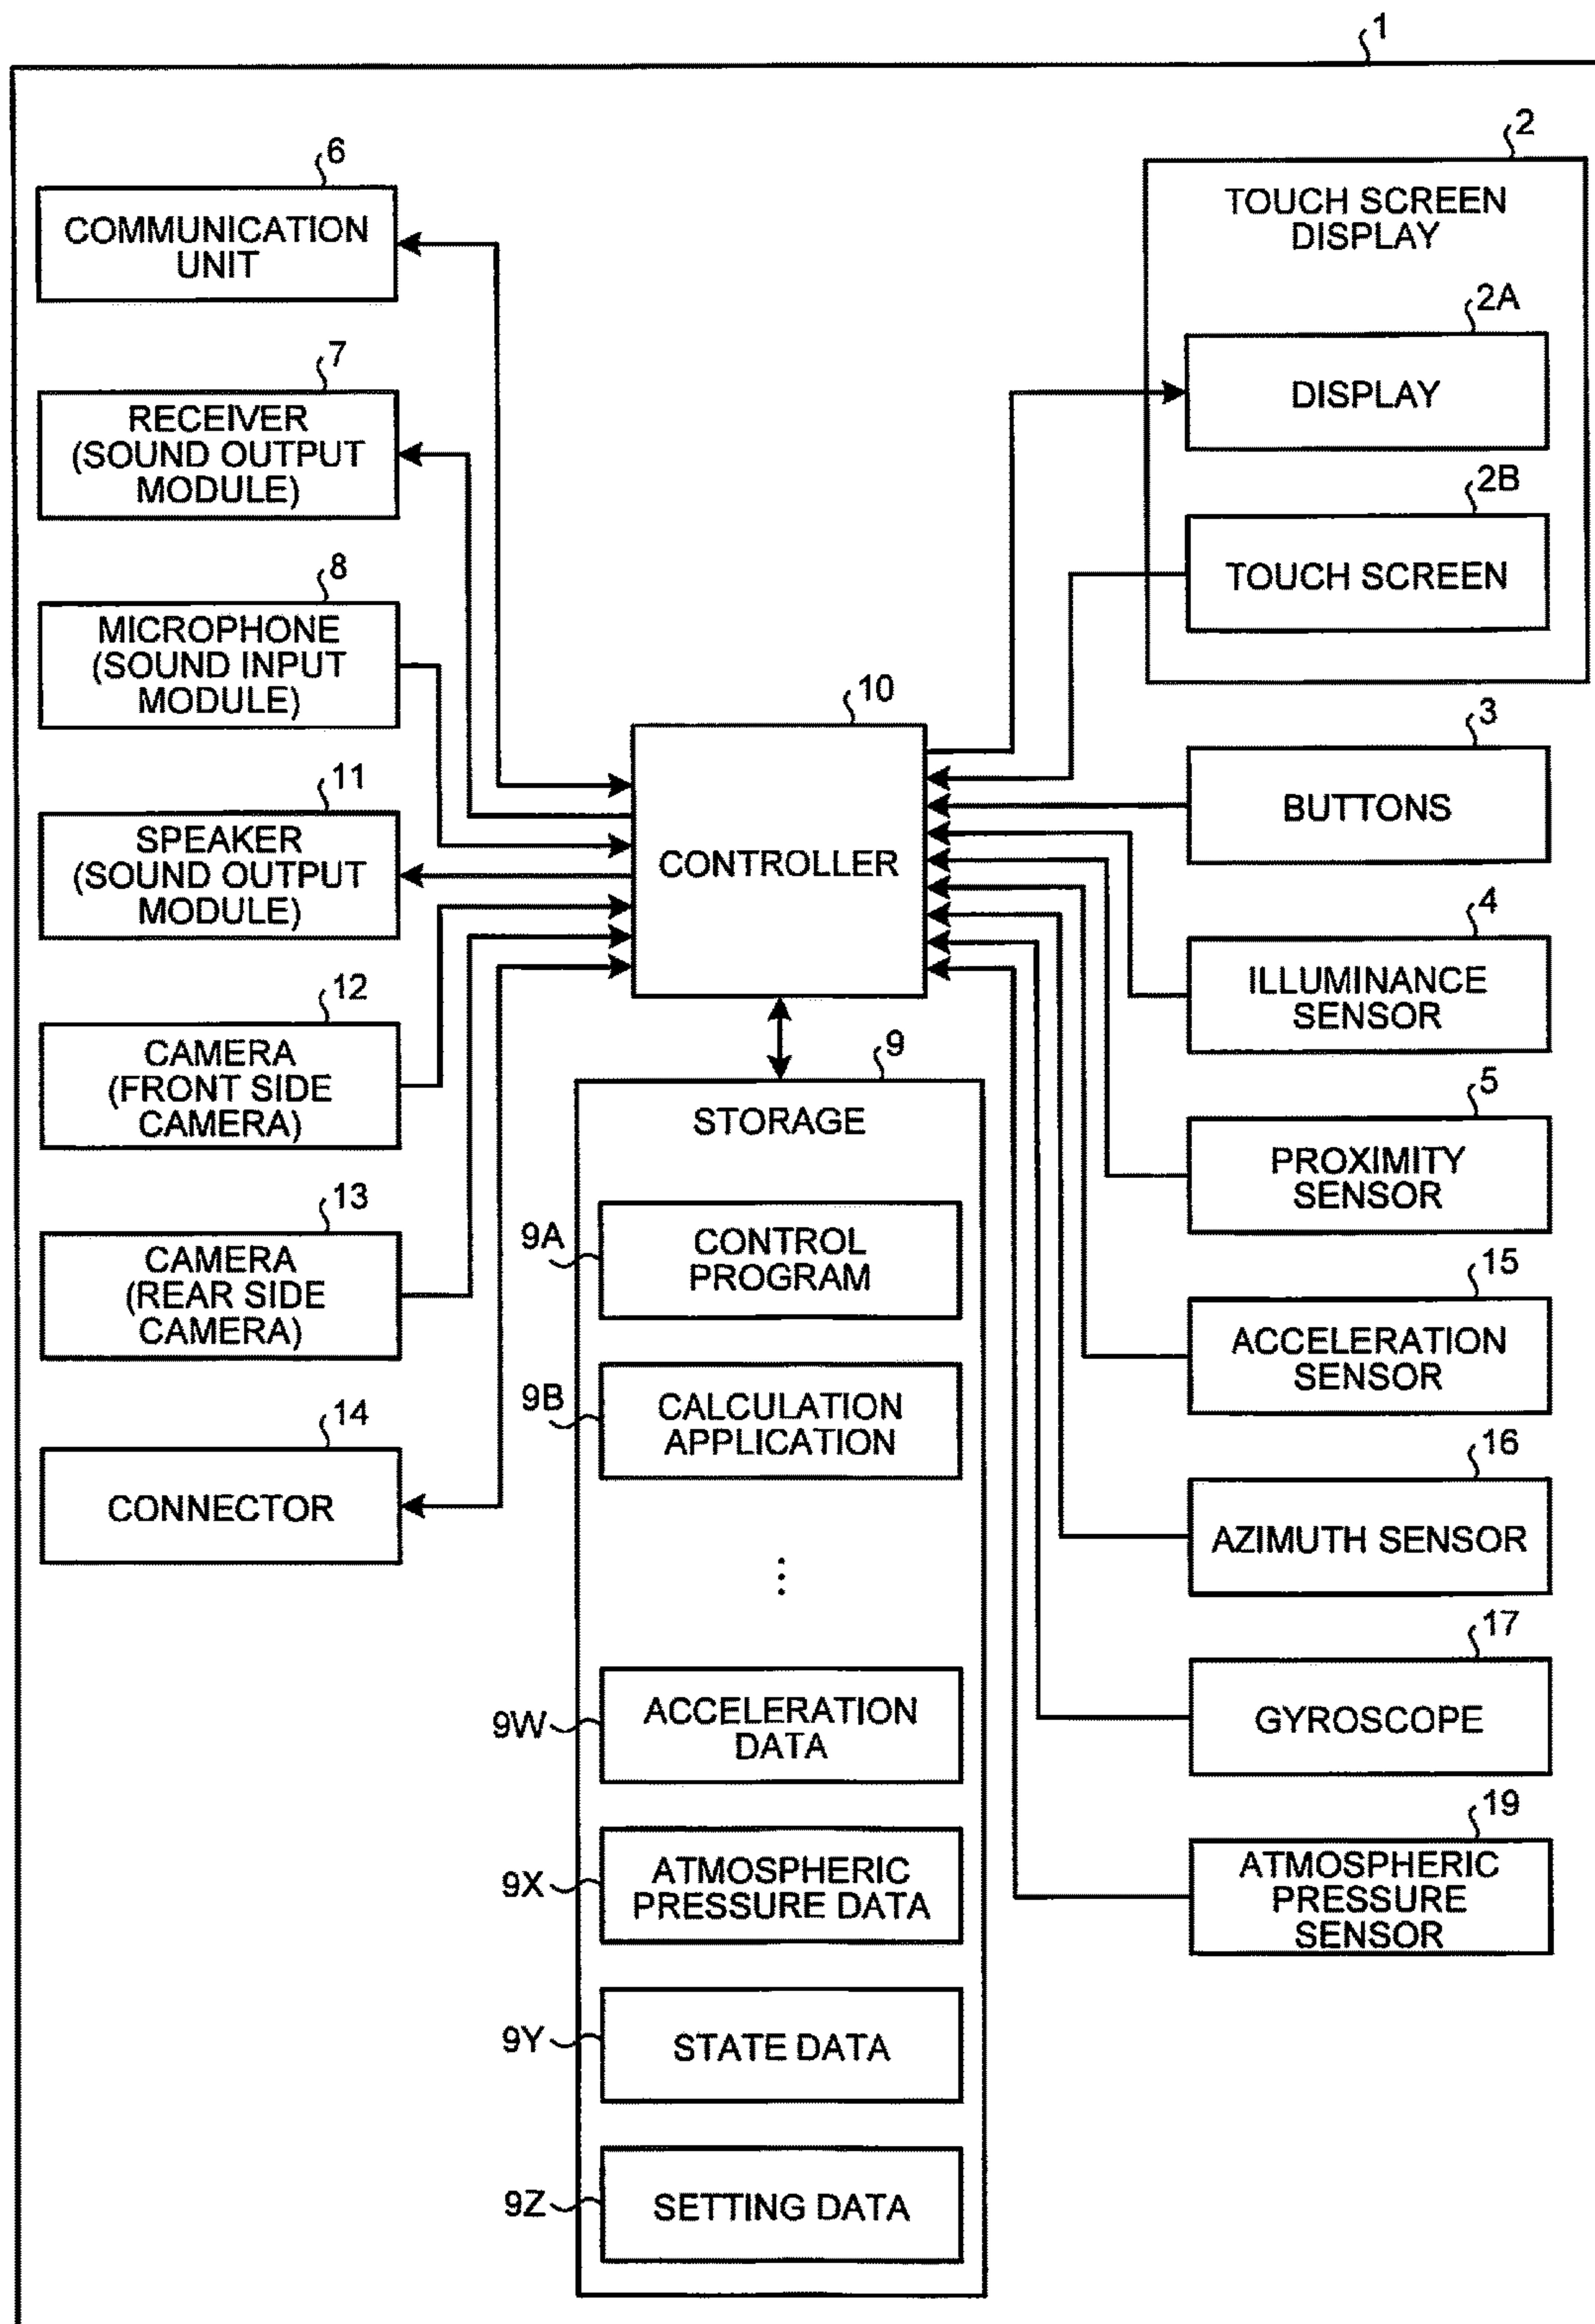 1
6
COMMUNICATION
UNIT
7
RECEIVER
(SOUND OUTPUT
MODULE)
8
MICROPHONE
(SOUND INPUT
MODULE)
11
SPEAKER
(SOUND OUTPUT
MODULE)
12
CAMERA
(FRONT SIDE
CAMERA)
13
CAMERA
(REAR SIDE
CAMERA)
14
CONNECTOR
10
CONTROLLER
9
STORAGE
9A
CONTROL
PROGRAM
9B
CALCULATION
APPLICATION
⋮
9W
ACCELERATION
DATA
9X
ATMOSPHERIC
PRESSURE DATA
9Y
STATE DATA
9Z
SETTING DATA
2
TOUCH SCREEN
DISPLAY
2A
DISPLAY
2B
TOUCH SCREEN
3
BUTTONS
4
ILLUMINANCE
SENSOR
5
PROXIMITY
SENSOR
15
ACCELERATION
SENSOR
16
AZIMUTH SENSOR
17
GYROSCOPE
19
ATMOSPHERIC
PRESSURE
SENSOR